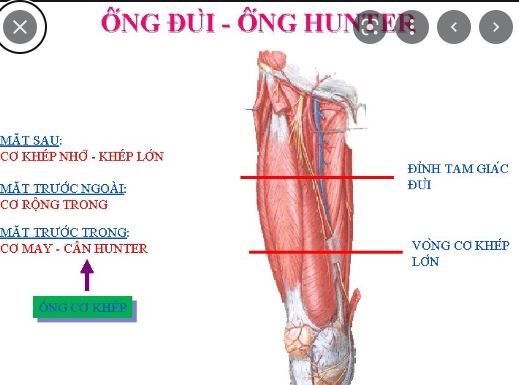 ỐNG ĐÙI - ỐNG HUNTER
MẶT SAU:
CƠ KHÉP NHỠ - KHÉP LỚN
MẶT TRƯỚC NGOÀI:
CƠ RỘNG TRONG
MẶT TRƯỚC TRONG:
CƠ MAY - CÂN HUNTER
ỐNG CƠ KHÉP
ĐỈNH TAM GIÁC
ĐÙI
VÒNG CƠ KHÉP
LỚN